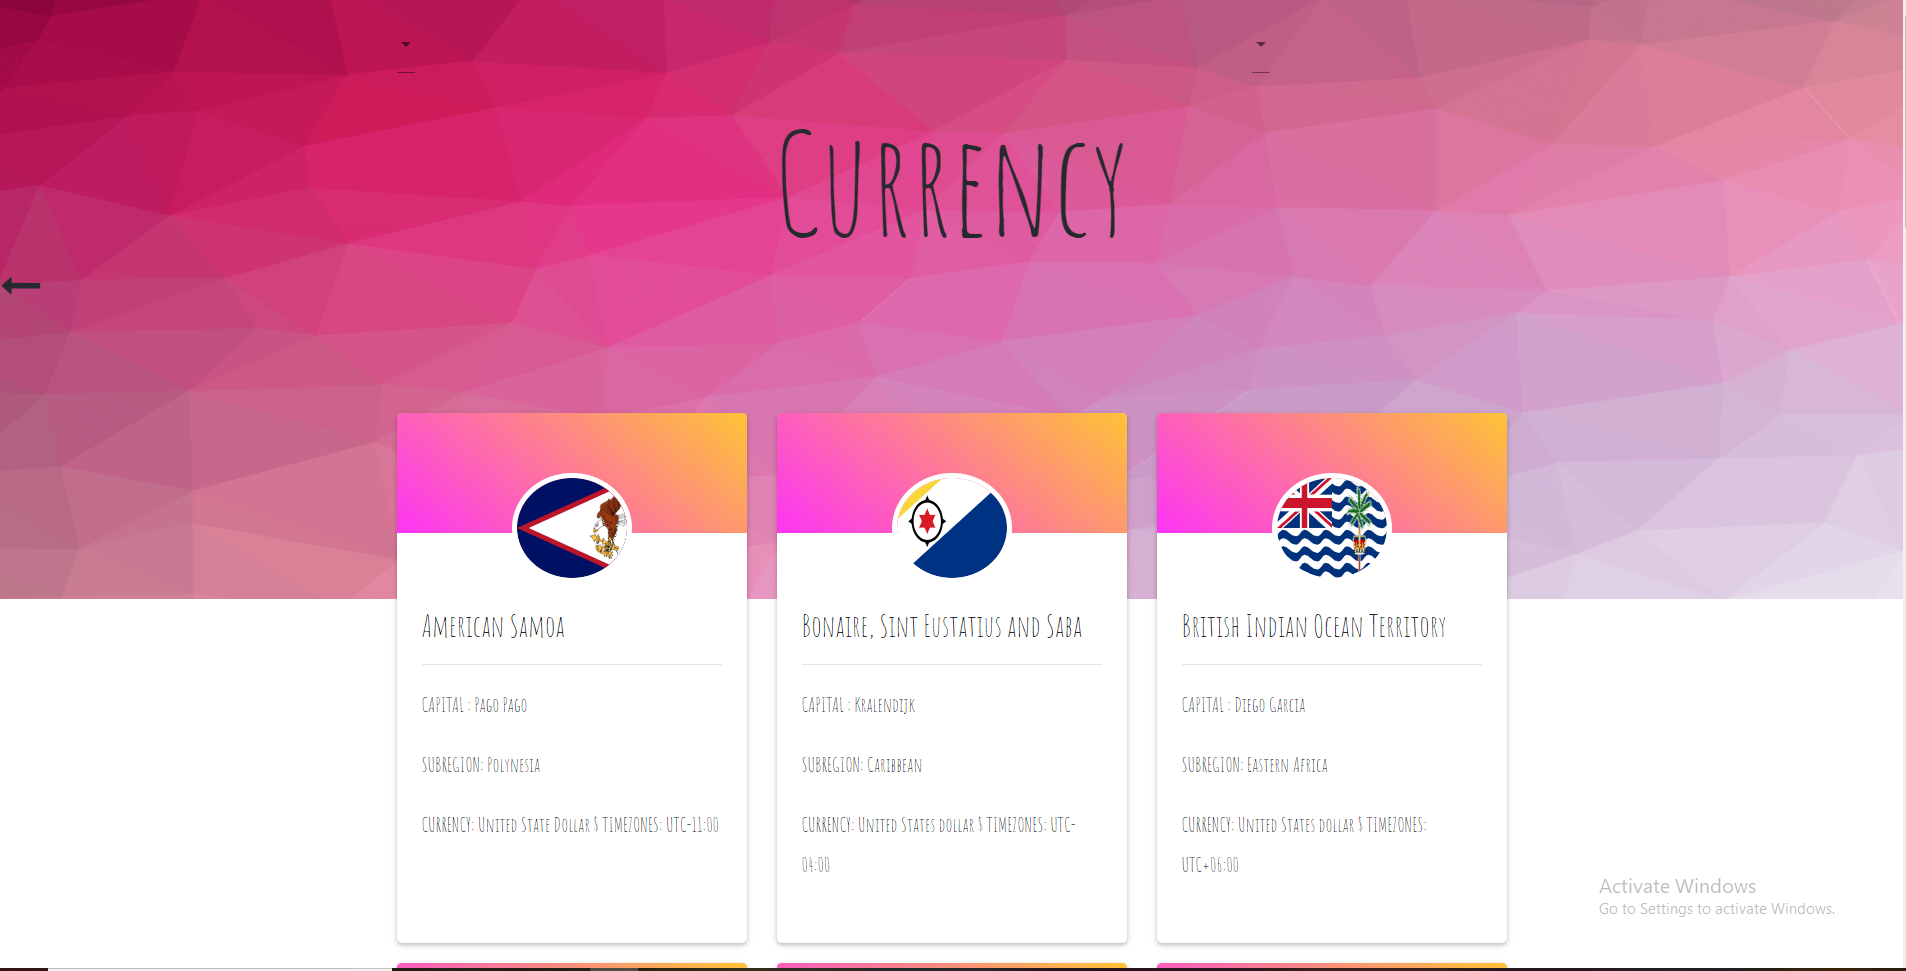 Currency
American Samoa
Bonaire, Sint Eustatius and Saba
British Indian Ocean Territory
CAPITAL : Pago Pago
CAPITAL : Kralendijk
CAPITAL : Diego Garcia
SUBREGION: Polynesia
SUBREGION: Caribbean
SUBREGION: Eastern Africa
CURRENCY: United State Dollar $ TIMEZONES: UTC-11:00
CURRENCY: United States dollar $ TIMEZONES: UTC-
04:00
CURRENCY: United States dollar $ TIMEZONES:
UTC+06:00
Activate Windows
Go to Settings to activate Windows.